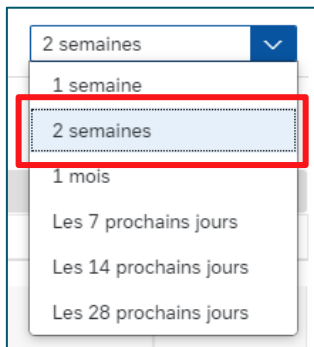 2 semaines
1 semaine
2 semaines
1 mois
Les 7 prochains jours
Les 14 prochains jours
Les 28 prochains jours